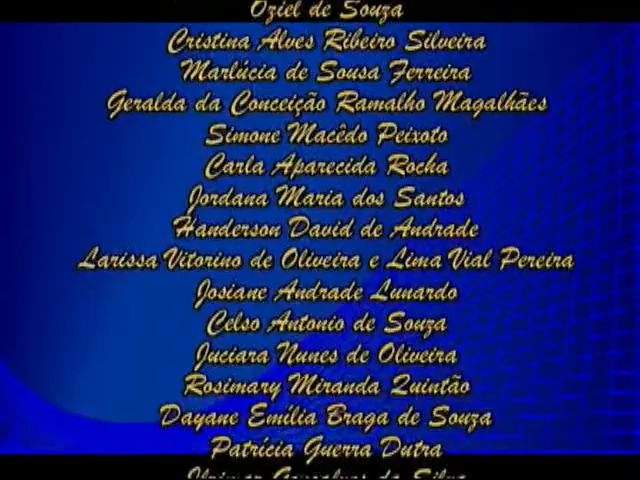 Oziel de Souza
Cristina Alves Ribeiro Silveira
Marlúcia de Sousa Ferreira
Geralda da Conceição Ramalho Magalhães
Simone Macêdo Peixoto
Carla Aparecida Rocha
Jordana Maria dos Santos
Handerson David de Andrade
Larissa Vitorino de Oliveira e Lima Vial Pereira
Josiane Andrade Lunardo
Celso Antonio de Souza
Juciara Nunes de Oliveira
Rosimary Miranda Quintão
Dayane Emília Braga de Souza
Patrícia Guerra Dutra
Gonçalves da Silva